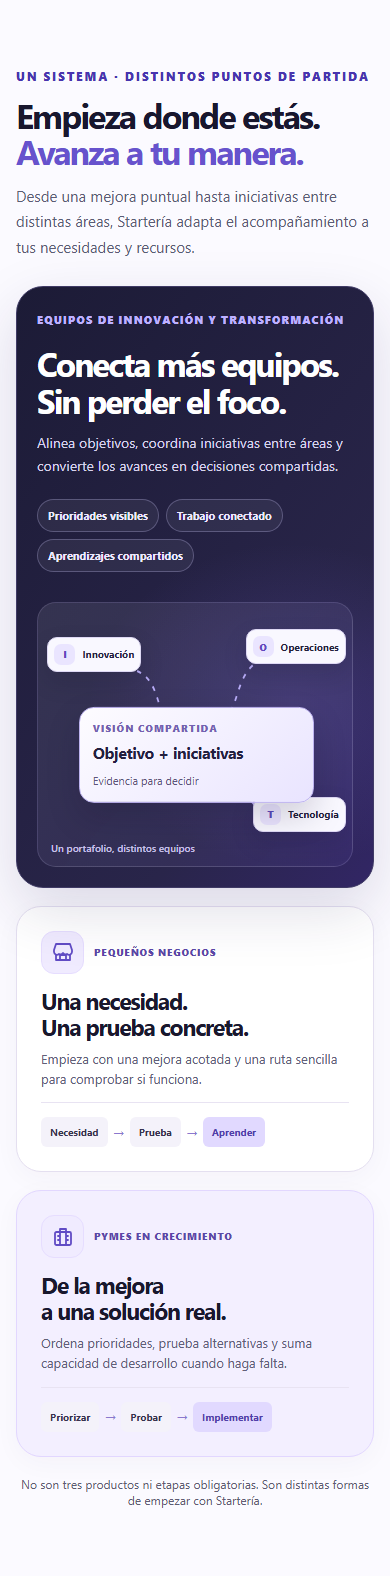 UN SISTEMA · DISTINTOS PUNTOS DE PARTIDA
Empieza donde estás.
Avanza a tu manera.
Desde una mejora puntual hasta iniciativas entre
distintas áreas, Startería adapta el acompañamiento a
tus necesidades y recursos.
EQUIPOS DE INNOVACIÓN Y TRANSFORMACIÓN
Conecta más equipos.
Sin perder el foco.
Alinea objetivos, coordina iniciativas entre áreas y
convierte los avances en decisiones compartidas.
Prioridades visibles
Trabajo conectado
Aprendizajes compartidos
I Innovación
O Operaciones
VISIÓN COMPARTIDA
Objetivo + iniciativas
Evidencia para decidir
T Tecnología
Un portafolio, distintos equipos
PEQUEÑOS NEGOCIOS
Una necesidad.
Una prueba concreta.
Empieza con una mejora acotada y una ruta sencilla
para comprobar si funciona.
Necesidad → Prueba → Aprender
PYMES EN CRECIMIENTO
De la mejora
a una solución real.
Ordena prioridades, prueba alternativas y suma
capacidad de desarrollo cuando haga falta.
Priorizar → Probar → Implementar
No son tres productos ni etapas obligatorias. Son distintas formas
de empezar con Startería.